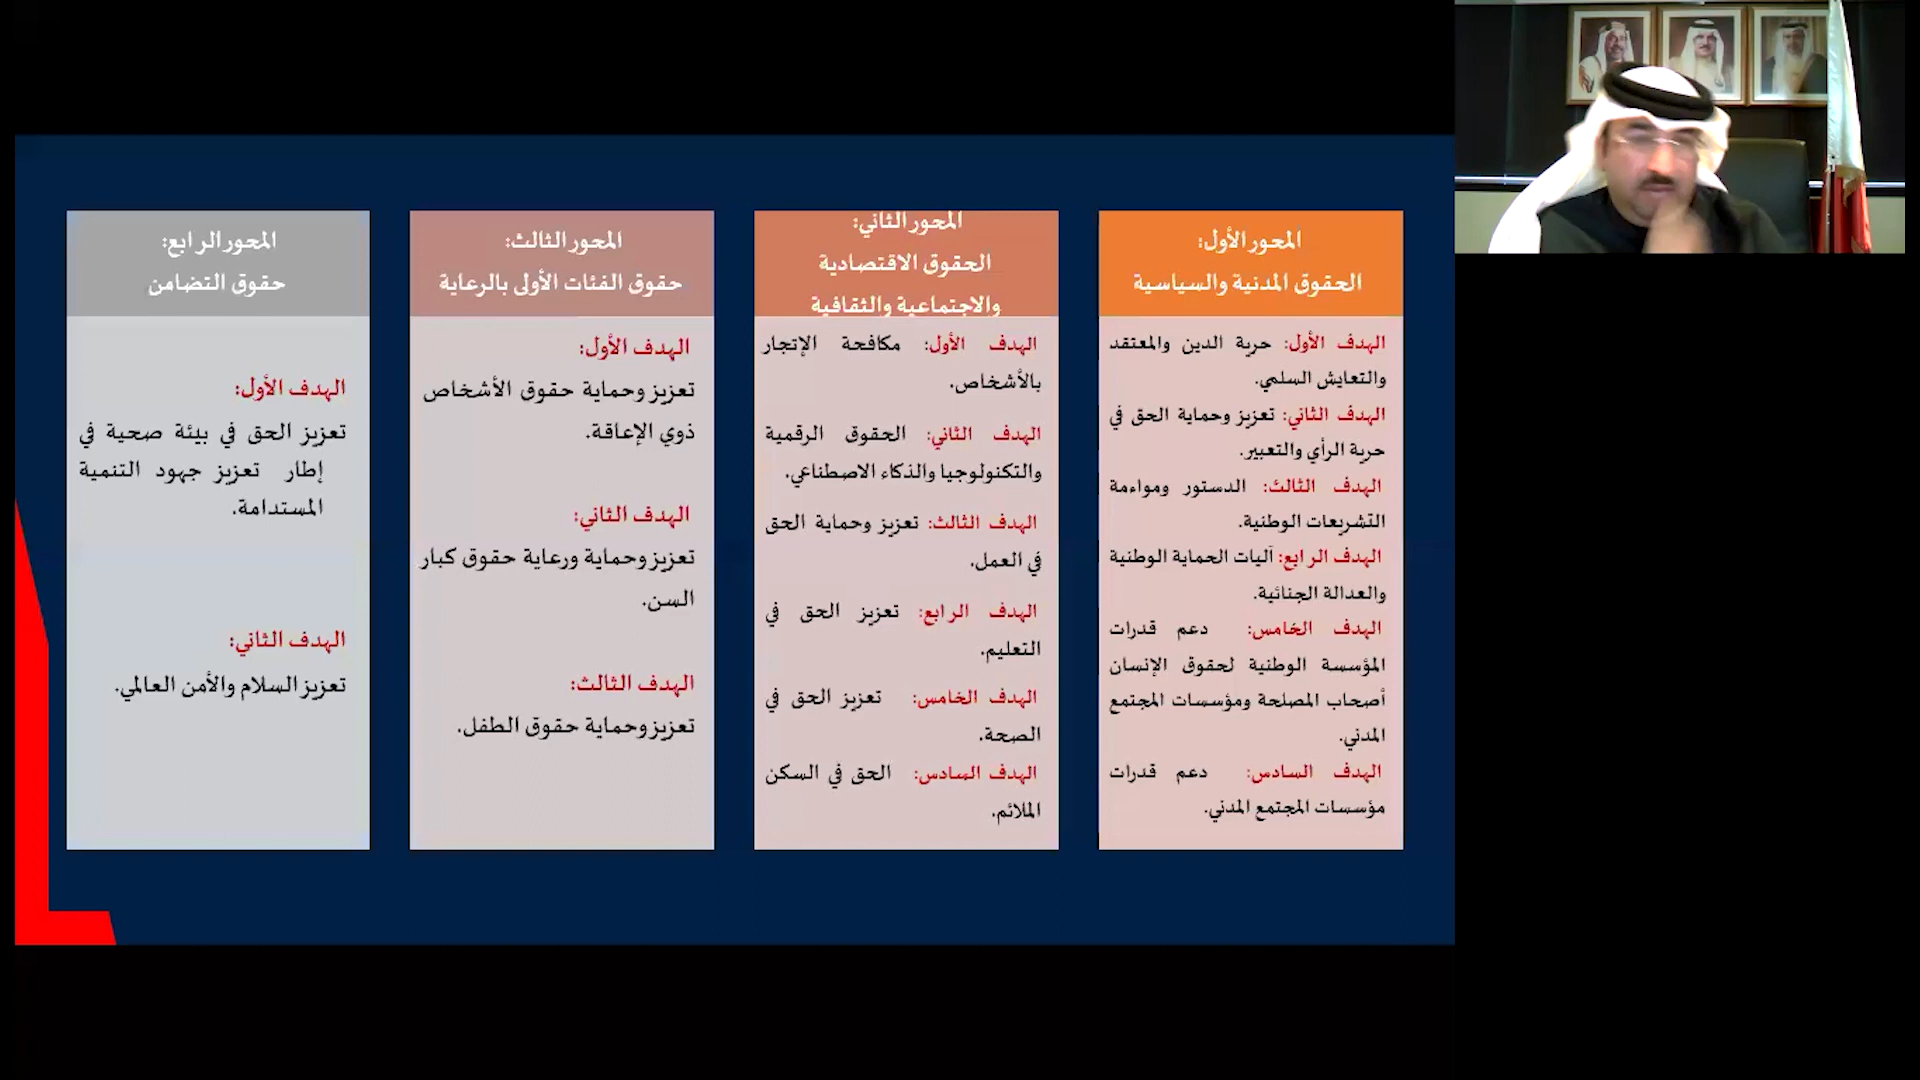 المحور الأول:
الحقوق المدنية والسياسية
الهدف الأول: حرية الدين والمعتقد
والتعايش السلمي.
الهدف الثاني: تعزيز وحماية الحق في
حرية الرأي والتعبير.
الهدف الثالث: الدستور ومواءمة
التشريعات الوطنية.
الهدف الرابع: آليات الحماية الوطنية
والعدالة الجنائية.
الهدف الخامس: دعم قدرات
المؤسسة الوطنية لحقوق الإنسان
أصحاب المصلحة ومؤسسات المجتمع
المدني.
الهدف السادس: دعم قدرات
مؤسسات المجتمع المدني.
المحور الثاني:
الحقوق الاقتصادية
والاجتماعية والثقافية
الهدف الأول: مكافحة الإتجار
بالأشخاص.
الهدف الثاني: الحقوق الرقمية
والتكنولوجيا والذكاء الاصطناعي.
الهدف الثالث: تعزيز وحماية الحق
في العمل.
الهدف الرابع: تعزيز الحق في
التعليم.
الهدف الخامس: تعزيز الحق في
الصحة.
الهدف السادس: الحق في السكن
الملائم.
المحور الثالث:
حقوق الفئات الأولى بالرعاية
الهدف الأول:
تعزيز وحماية حقوق الأشخاص
ذوي الإعاقة.
الهدف الثاني:
تعزيز وحماية ورعاية حقوق كبار
السن.
الهدف الثالث:
تعزيز وحماية حقوق الطفل.
المحور الرابع:
حقوق التضامن
الهدف الأول:
تعزيز الحق في بيئة صحية في
إطار تعزيز جهود التنمية
المستدامة.
الهدف الثاني:
تعزيز السلام والأمن العالمي.